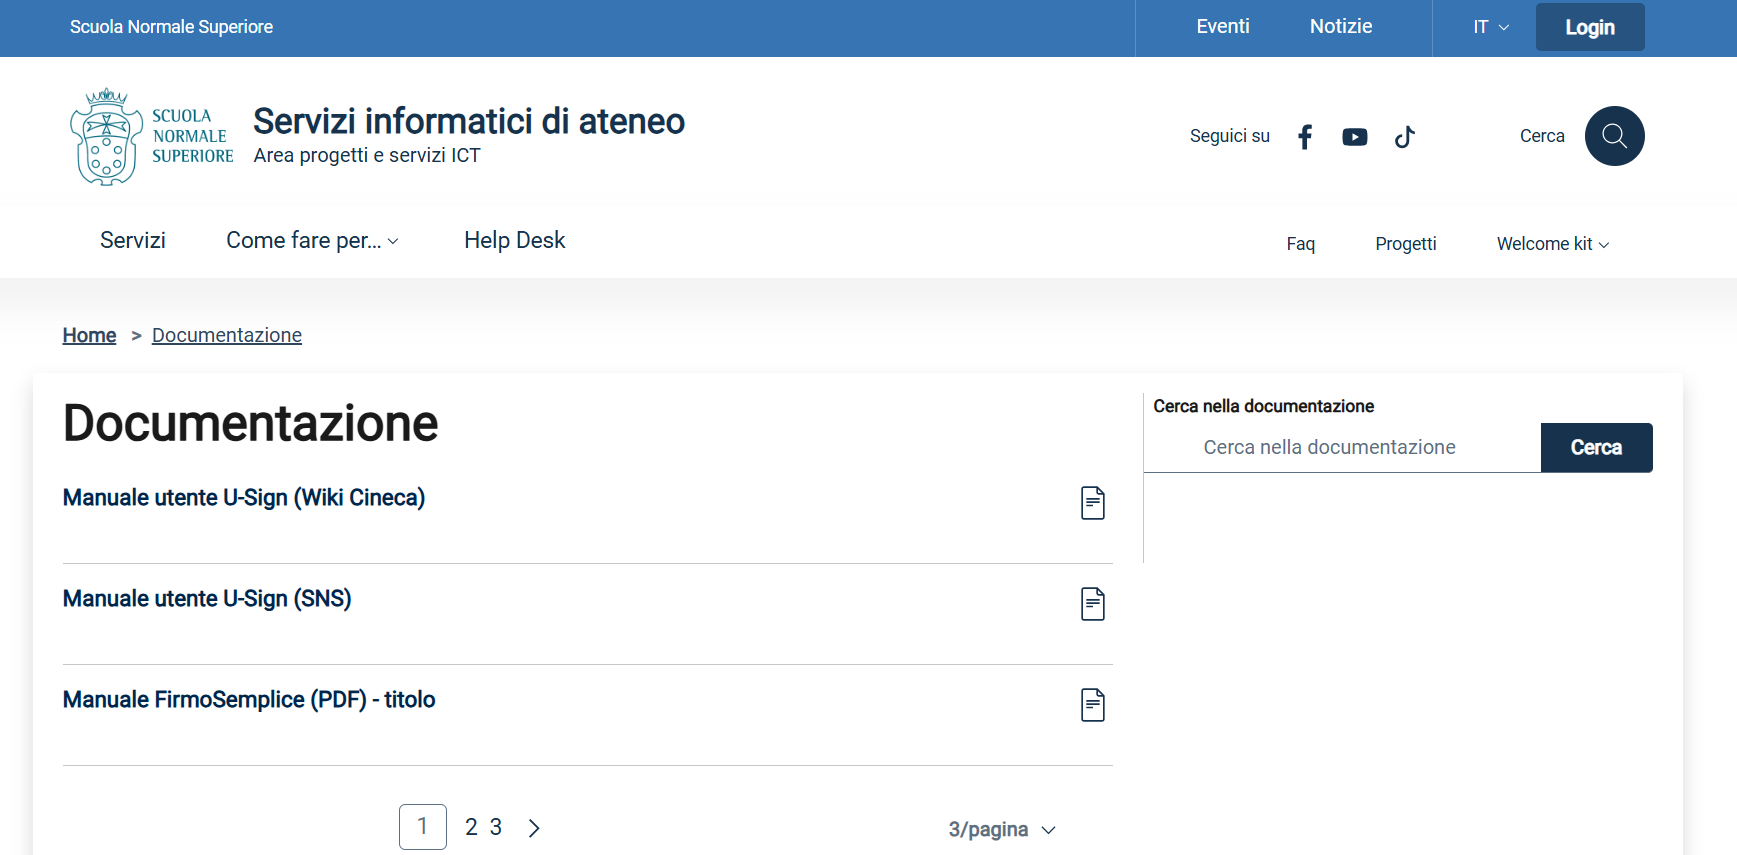 Scuola Normale Superiore
Eventi
Notizie
IT
Login
SCUOLA
NORMALE
SUPERIORE
Servizi informatici di ateneo
Area progetti e servizi ICT
Seguici su
Cerca
Servizi
Come fare per...
Help Desk
Faq
Progetti
Welcome kit
Home > Documentazione
Documentazione
Manuale utente U-Sign (Wiki Cineca)
Manuale utente U-Sign (SNS)
Manuale FirmoSemplice (PDF) - titolo
1 2 3
3/pagina
Cerca nella documentazione
Cerca nella documentazione
Cerca